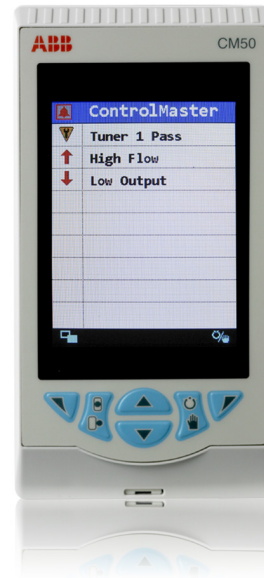 ABB
CM50
ControlMaster
Tuner 1 Pass
High Flow
Low Output